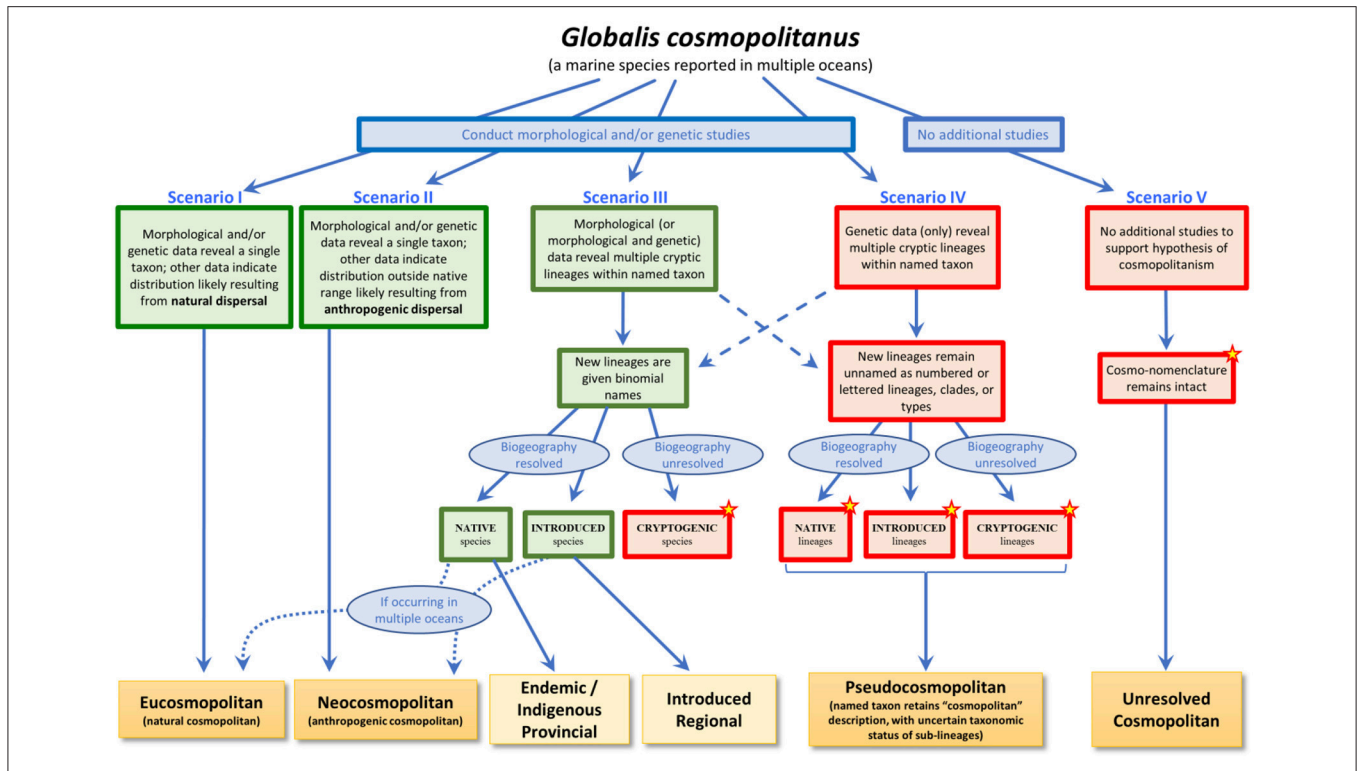 Globalis cosmopolitanus
(a marine species reported in multiple oceans)
Conduct morphological and/or genetic studies
No additional studies
Scenario I
Scenario II
Scenario III
Scenario IV
Scenario V
Morphological and/or
genetic data reveal a single
taxon; other data indicate
distribution likely resulting
from natural dispersal
Morphological and/or genetic
data reveal a single taxon;
other data indicate
distribution outside native
range likely resulting from
anthropogenic dispersal
Morphological (or
morphological and genetic)
data reveal multiple cryptic
lineages within named taxon
Genetic data (only) reveal
multiple cryptic lineages
within named taxon
No additional studies to
support hypothesis of
cosmopolitanism
New lineages are
given binomial
names
New lineages remain
unnamed as numbered or
lettered lineages, clades, or
types
Cosmo-nomenclature
remains intact
Biogeography
resolved
Biogeography
unresolved
Biogeography
resolved
Biogeography
unresolved
NATIVE
species
INTRODUCED
species
CRYPTOGENIC
species
NATIVE
lineages
INTRODUCED
lineages
CRYPTOGENIC
lineages
If occurring in
multiple oceans
Eucosmopolitan
(natural cosmopolitan)
Neocosmopolitan
(anthropogenic cosmopolitan)
Endemic /
Indigenous
Provincial
Introduced
Regional
Pseudocosmopolitan
(named taxon retains “cosmopolitan”
description, with uncertain taxonomic
status of sub-lineages)
Unresolved
Cosmopolitan